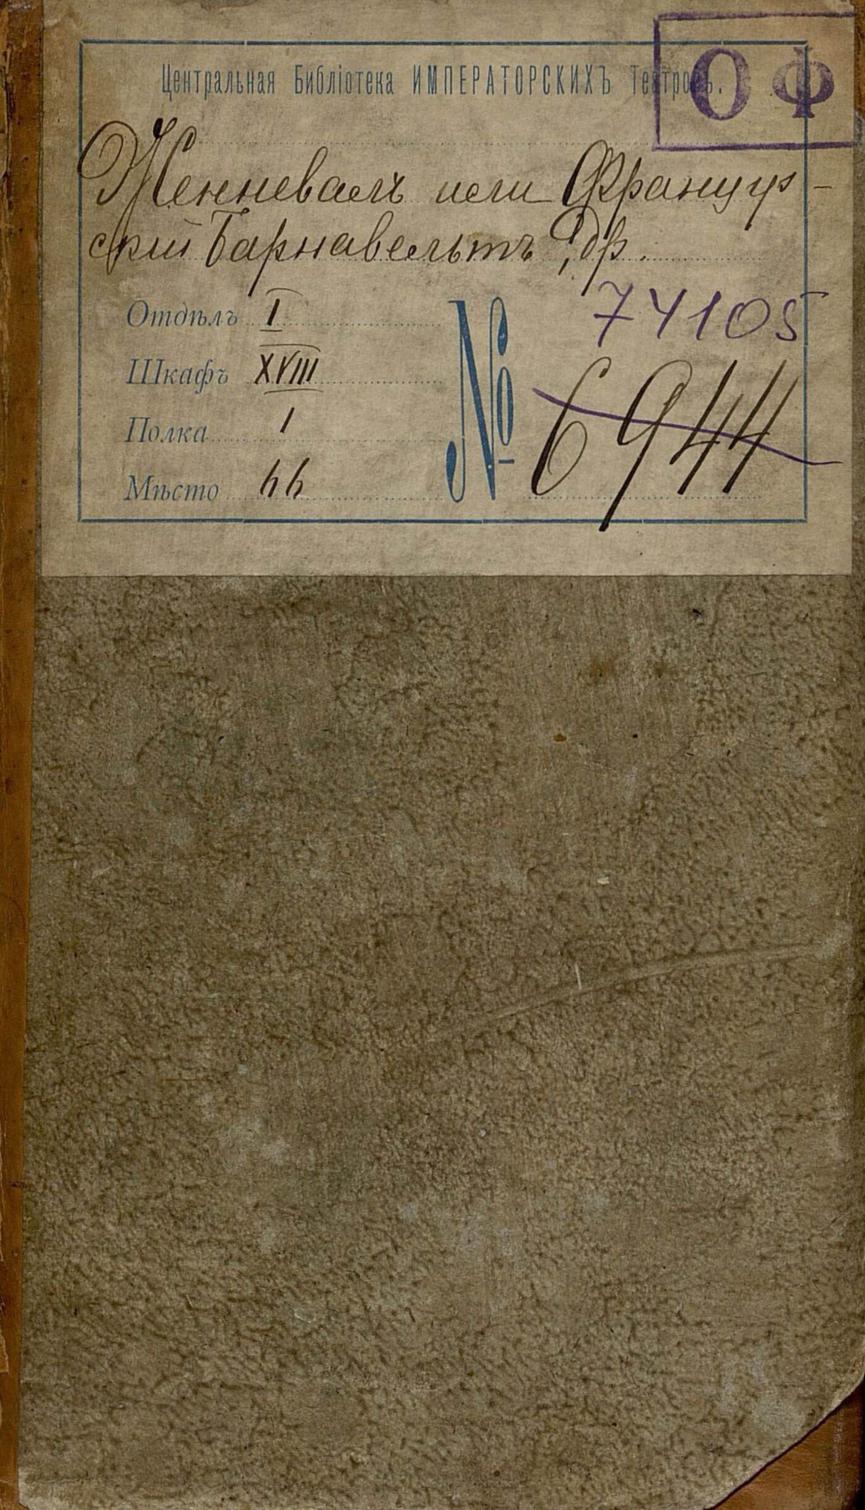 Центральная Библіотека ИМПЕРАТОРСКИХЪ Театровъ.
ОФ
Женневаль или Француз-
скій Барнавельтъ, др.
Отдѣлъ I
Шкафъ XVIII
Полка 1
Мѣсто 66
74105
№ 6944